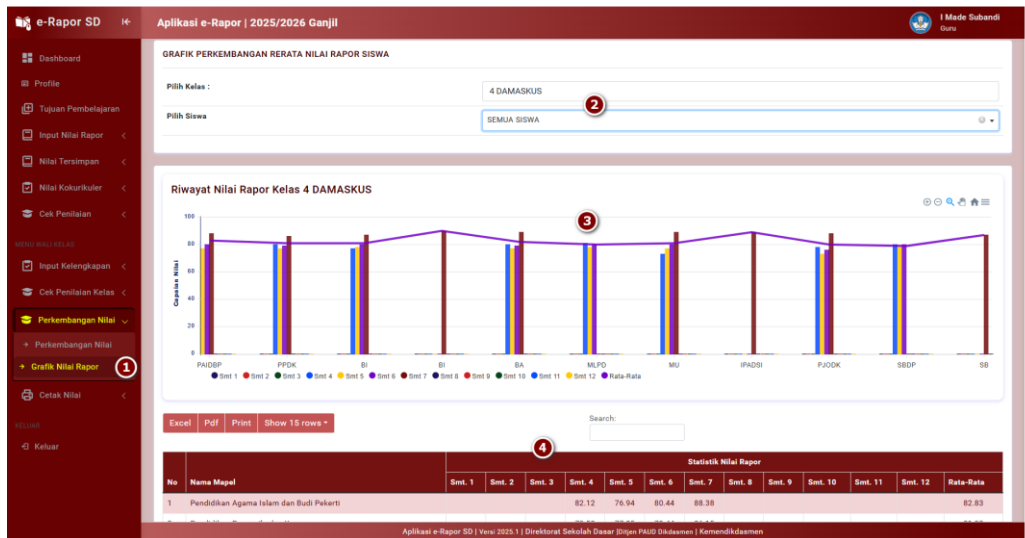 e-Rapor SD
Aplikasi e-Rapor | 2025/2026 Ganjil
I Made Subandi
Guru
Dashboard
Profile
Tujuan Pembelajaran
Input Nilai Rapor
Nilai Tersimpan
Nilai Kokurikuler
Cek Penilaian
MENU WALI KELAS
Input Kelengkapan
Cek Penilaian Kelas
Perkembangan Nilai
Perkembangan Nilai
Grafik Nilai Rapor
1
Cetak Nilai
KELUAR
Keluar
GRAFIK PERKEMBANGAN RERATA NILAI RAPOR SISWA
Pilih Kelas :
4 DAMASKUS
2
Pilih Siswa
SEMUA SISWA
Riwayat Nilai Rapor Kelas 4 DAMASKUS
3
Capaian Nilai
100
80
60
40
20
0
PAIDBP PPDK BI BI BA MLPD MU IPADSI PJODK SBDP SB
Smt 1 Smt 2 Smt 3 Smt 4 Smt 5 Smt 6 Smt 7 Smt 8 Smt 9 Smt 10 Smt 11 Smt 12 Rata-Rata
Excel Pdf Print Show 15 rows
Search:
4
No Nama Mapel Statistik Nilai Rapor
Smt. 1 Smt. 2 Smt. 3 Smt. 4 Smt. 5 Smt. 6 Smt. 7 Smt. 8 Smt. 9 Smt. 10 Smt. 11 Smt. 12 Rata-Rata
1 Pendidikan Agama Islam dan Budi Pekerti 82.12 76.94 80.44 88.38 82.83
Aplikasi e-Rapor SD | Versi 2025.1 | Direktorat Sekolah Dasar |Ditjen PAUD Dikdasmen | Kemendikdasmen